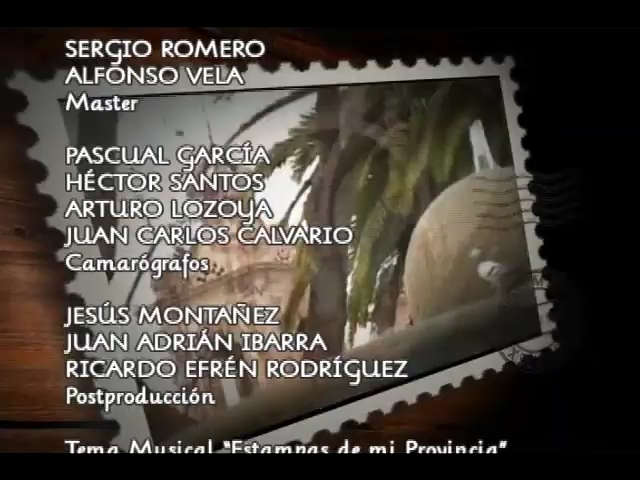 SERGIO ROMERO
ALFONSO VELA
Master
PASCUAL GARCÍA
HÉCTOR SANTOS
ARTURO LOZOYA
JUAN CARLOS CALVARIO
Camarógrafos
JESÚS MONTAÑEZ
JUAN ADRIÁN IBARRA
RICARDO EFRÉN RODRÍGUEZ
Postproducción
Tema Musical "Estampas de mi Provincia"